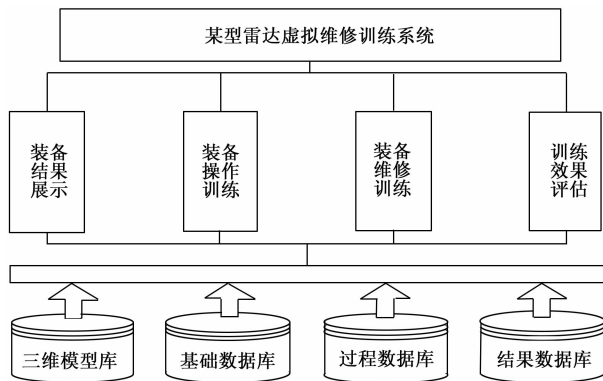 某型雷达虚拟维修训练系统
装备
结果
展示
装备
操作
训练
装备
维修
训练
训练
效果
评估
三维模型库
基础数据库
过程数据库
结果数据库